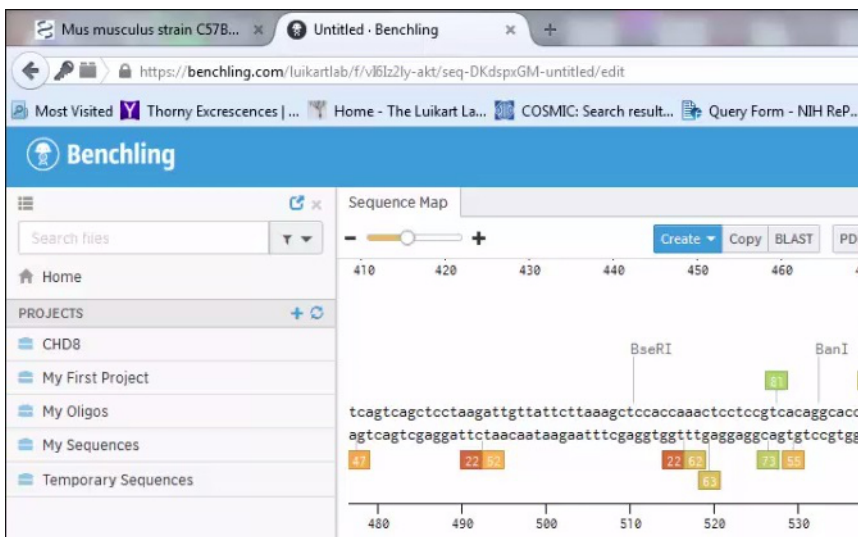 Mus musculus strain C57B... × Untitled · Benchling × +
https://benchling.com/luikartlab/f/vl6Iz2Iy-akt/seq-DKdspxGM-untitled/edit
Most Visited Thorny Excrescences | ... Home - The Luikart La... COSMIC: Search result... Query Form - NIH ReP...
Benchling
Sequence Map
Search files
Create Copy BLAST PD
Home
410 420 430 440 450 460
PROJECTS
CHD8
BseRI BanI
My First Project
81
My Oligos
tcagtcagctcctaagattgttattcttaaagctccaccaaactcctccgtcacaggcacc
agtcagtcgaggattctaacaataagaatttcgaggtggtttgaggaggcagtgtccgtgg
My Sequences
47 22 52 22 62 73 55
63
Temporary Sequences
480 490 500 510 520 530